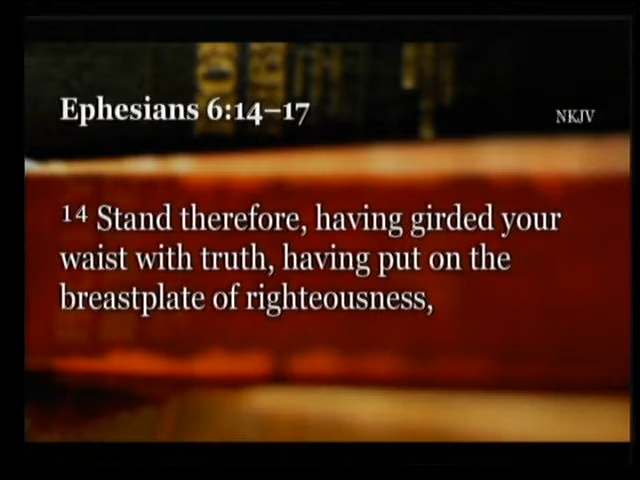 Ephesians 6:14–17
NKJV
14 Stand therefore, having girded your
waist with truth, having put on the
breastplate of righteousness,